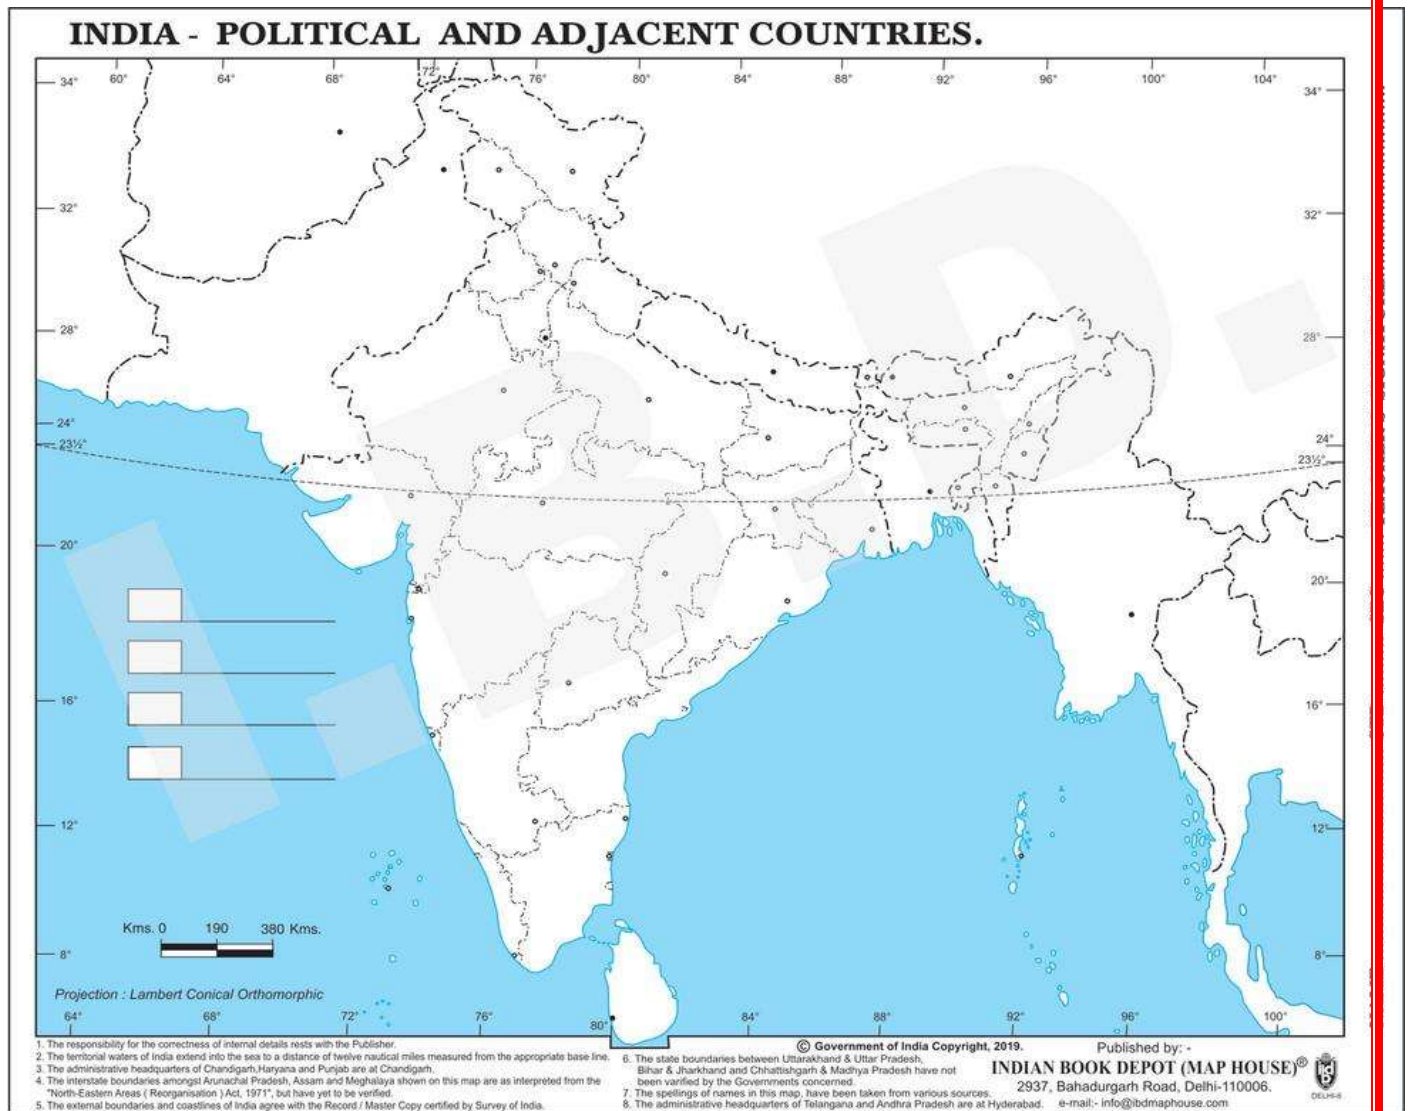 INDIA - POLITICAL AND ADJACENT COUNTRIES.
60° 64° 68° 72° 76° 80° 84° 88° 92° 96° 100° 104°
34° 34°
32° 32°
28° 28°
24° 24°
23½° 23½°
20° 20°
16° 16°
12° 12°
8° 8°
I.B.D.
Kms. 0 190 380 Kms.
Projection : Lambert Conical Orthomorphic
64° 68° 72° 76° 80° 84° 88° 92° 96° 100°
1. The responsibility for the correctness of internal details rests with the Publisher.
2. The territorial waters of India extend into the sea to a distance of twelve nautical miles measured from the appropriate base line.
3. The administrative headquarters of Chandigarh,Haryana and Punjab are at Chandigarh.
4. The interstate boundaries amongst Arunachal Pradesh, Assam and Meghalaya shown on this map are as interpreted from the
"North-Eastern Areas ( Reorganisation ) Act, 1971", but have yet to be verified.
5. The external boundaries and coastlines of India agree with the Record / Master Copy certified by Survey of India.
6. The state boundaries between Uttarakhand & Uttar Pradesh,
Bihar & Jharkhand and Chhattishgarh & Madhya Pradesh have not
been varified by the Governments concerned.
7. The spellings of names in this map, have been taken from various sources.
8. The administrative headquarters of Telangana and Andhra Pradesh are at Hyderabad.
© Government of India Copyright, 2019.
Published by: -
INDIAN BOOK DEPOT (MAP HOUSE)®
2937, Bahadurgarh Road, Delhi-110006.
e-mail:- info@ibdmaphouse.com
DELHI-6